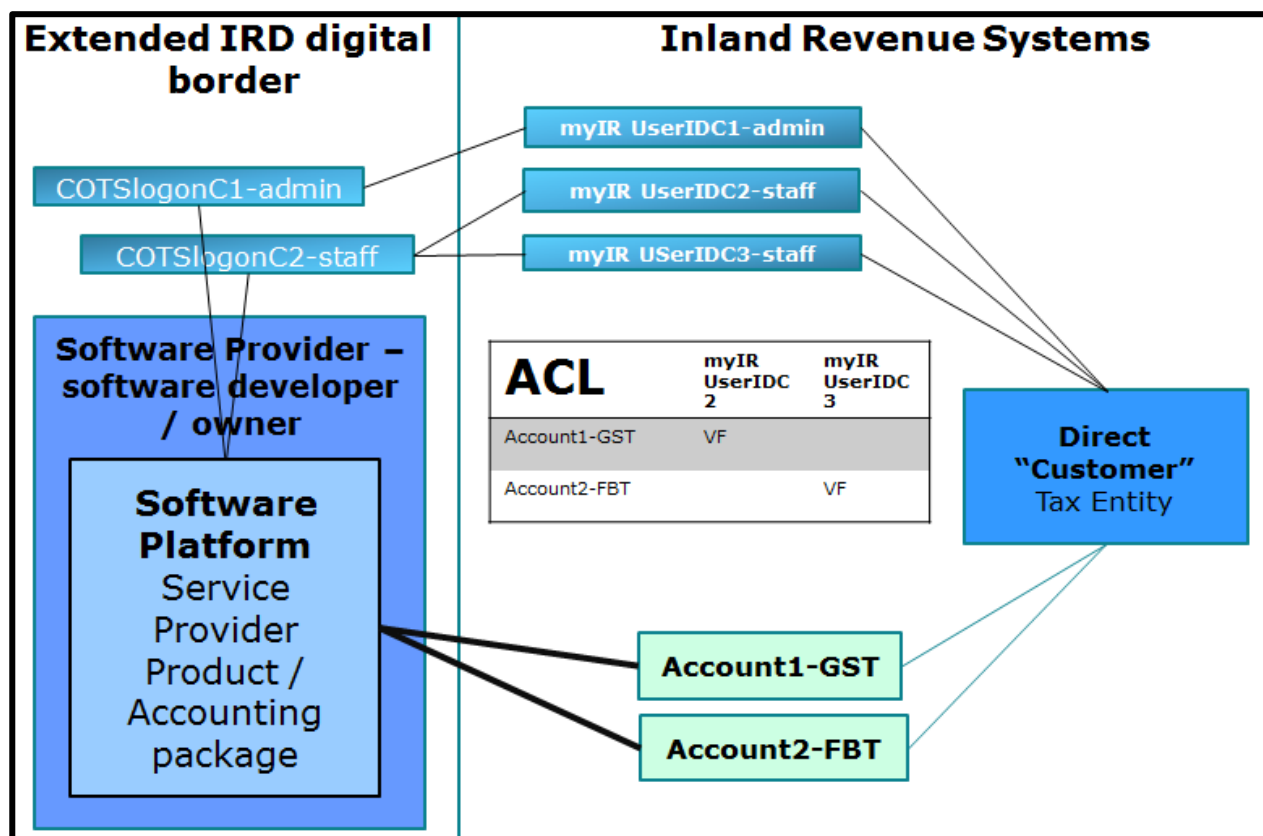 Extended IRD digital
border
Inland Revenue Systems
myIR UserIDC1-admin
COTSlogonC1-admin
myIR UserIDC2-staff
COTSlogonC2-staff
myIR USerIDC3-staff
Software Provider –
software developer
/ owner
Software
Platform
Service
Provider
Product /
Accounting
package
ACL
myIR
UserIDC
2
myIR
UserIDC
3
Account1-GST
VF
Account2-FBT
VF
Direct
“Customer”
Tax Entity
Account1-GST
Account2-FBT